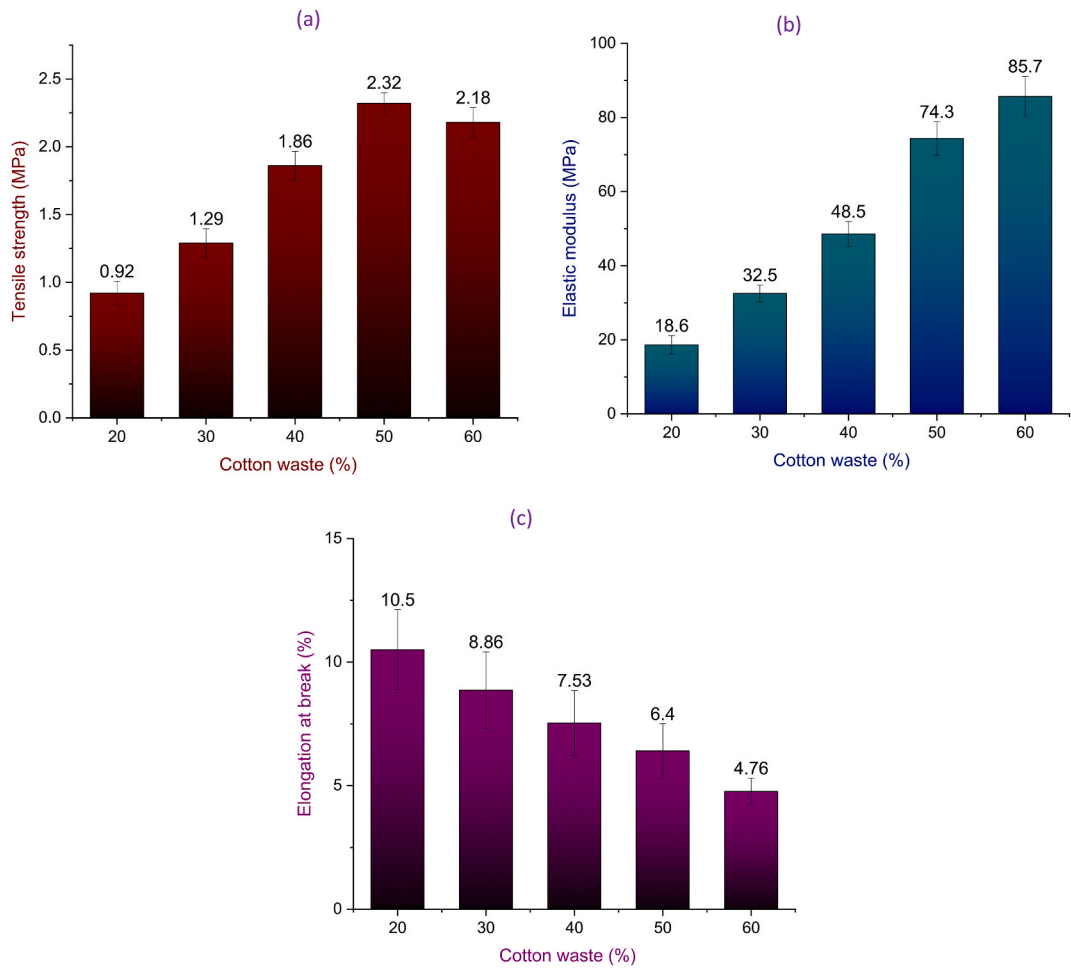 (a)
Tensile strength (MPa)
2.5
2.0
1.5
1.0
0.5
0.0
0.92
1.29
1.86
2.32
2.18
20 30 40 50 60
Cotton waste (%)
(b)
Elastic modulus (MPa)
100
80
60
40
20
0
18.6
32.5
48.5
74.3
85.7
20 30 40 50 60
Cotton waste (%)
(c)
Elongation at break (%)
15
10
5
0
10.5
8.86
7.53
6.4
4.76
20 30 40 50 60
Cotton waste (%)